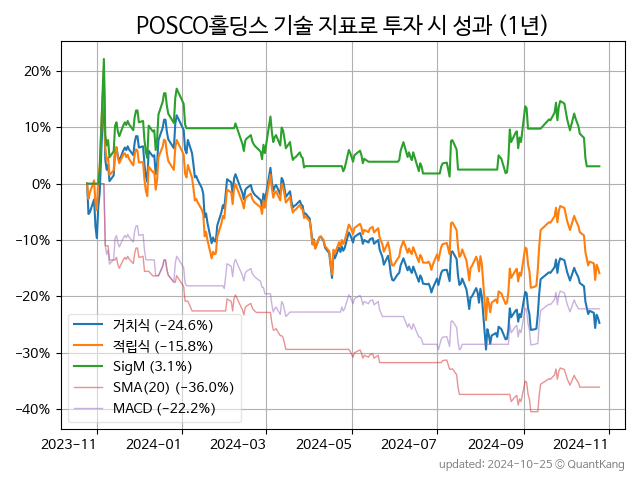 POSCO홀딩스 기술 지표로 투자 시 성과 (1년)
20%
10%
0%
−10%
−20%
−30%
−40%
거치식 (−24.6%)
적립식 (−15.8%)
SigM (3.1%)
SMA(20) (−36.0%)
MACD (−22.2%)
2023−11
2024−01
2024−03
2024−05
2024−07
2024−09
2024−11
updated: 2024−10−25 © QuantKang